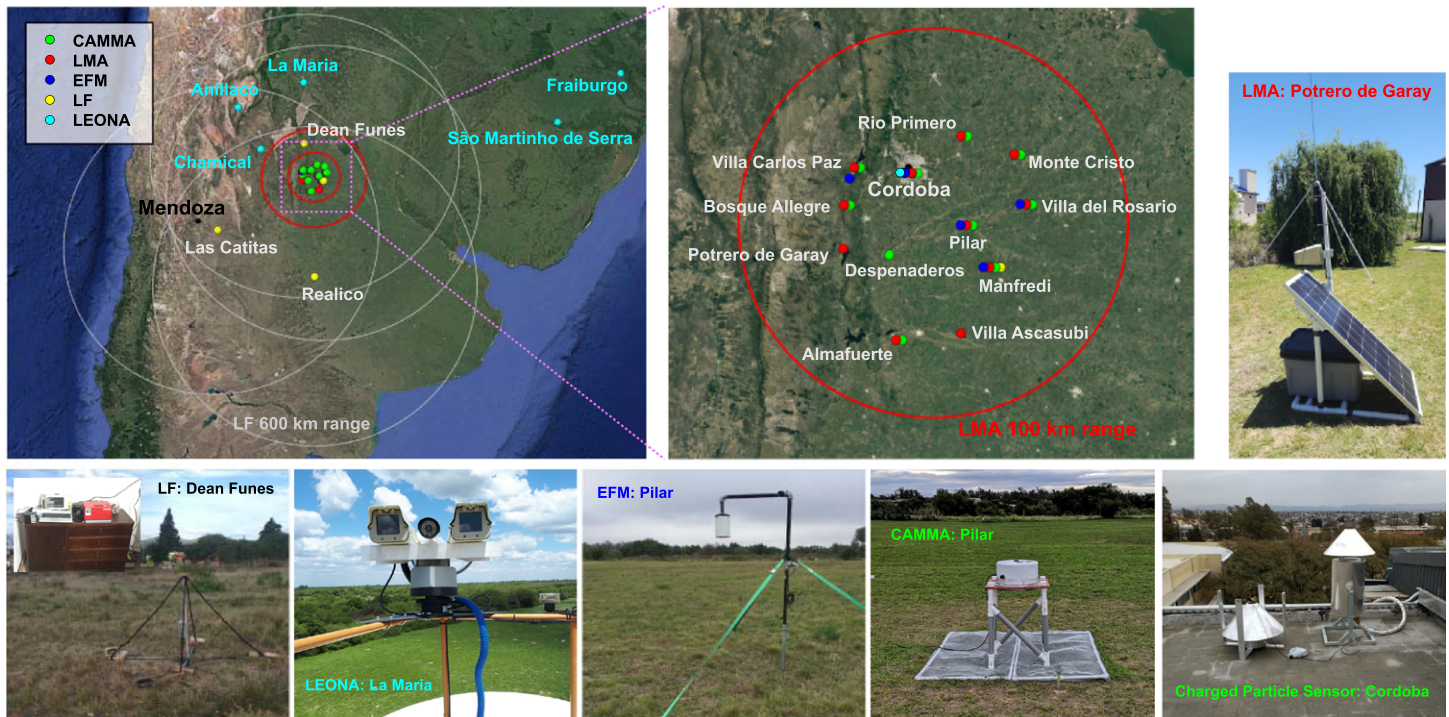 CAMMA
LMA
EFM
LF
LEONA
La Maria
Anillaco
Fraiburgo
Dean Funes
São Martinho de Serra
Chamical
Mendoza
Las Catitas
Realico
LF 600 km range
Rio Primero
Villa Carlos Paz
Monte Cristo
Cordoba
Bosque Allegre
Villa del Rosario
Pilar
Potrero de Garay
Despenaderos
Manfredi
Villa Ascasubi
Almafuerte
LMA 100 km range
LMA: Potrero de Garay
LF: Dean Funes
LEONA: La Maria
EFM: Pilar
CAMMA: Pilar
Charged Particle Sensor: Cordoba